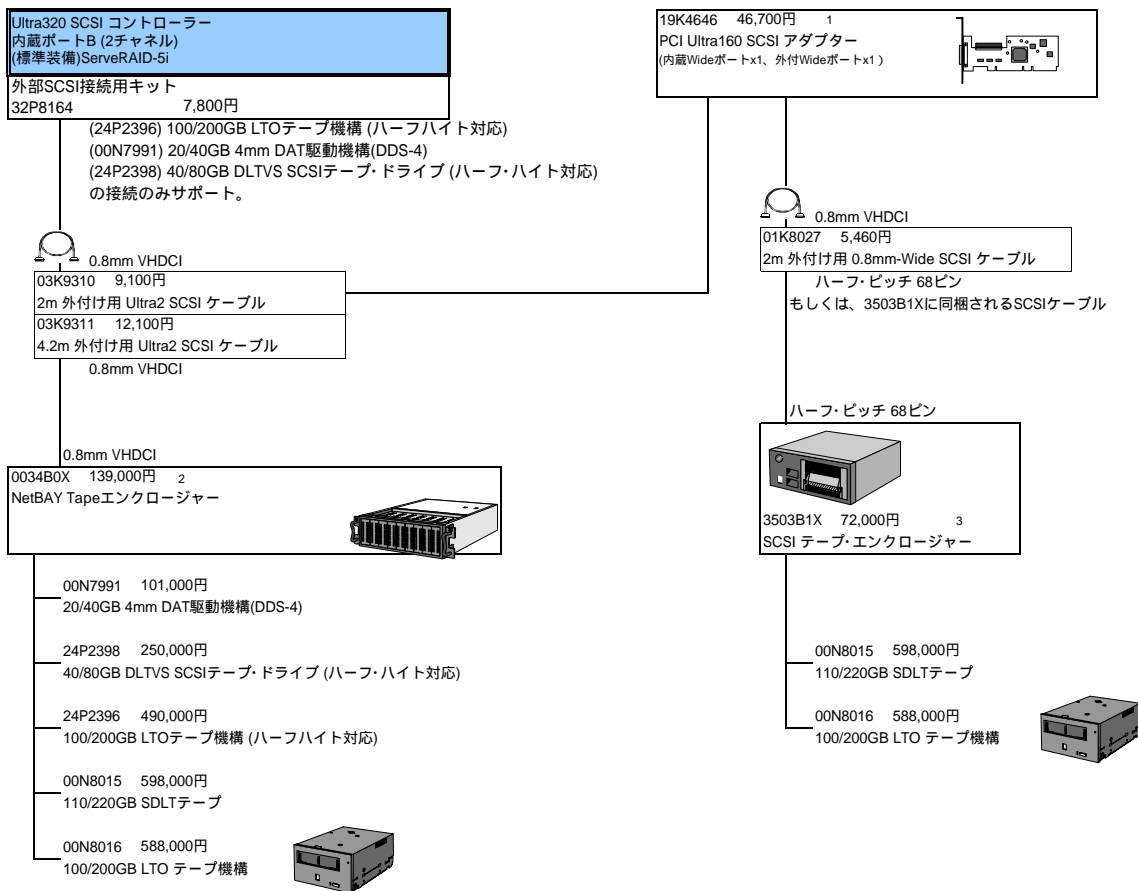 Ultra320 SCSI コントローラー
内蔵ポートB (2チャネル)
(標準装備)ServeRAID-5i
外部SCSI接続用キット
32P8164 7,800円
(24P2396) 100/200GB LTOテープ機構 (ハーフハイト対応)
(00N7991) 20/40GB 4mm DAT駆動機構(DDS-4)
(24P2398) 40/80GB DLTVS SCSIテープ・ドライブ (ハーフ・ハイト対応)
の接続のみサポート。
0.8mm VHDCI
03K9310 9,100円
2m 外付け用 Ultra2 SCSI ケーブル
03K9311 12,100円
4.2m 外付け用 Ultra2 SCSI ケーブル
0.8mm VHDCI
0.8mm VHDCI
0034B0X 139,000円 2
NetBAY Tapeエンクロージャー
00N7991 101,000円
20/40GB 4mm DAT駆動機構(DDS-4)
24P2398 250,000円
40/80GB DLTVS SCSIテープ・ドライブ (ハーフ・ハイト対応)
24P2396 490,000円
100/200GB LTOテープ機構 (ハーフハイト対応)
00N8015 598,000円
110/220GB SDLTテープ
00N8016 588,000円
100/200GB LTO テープ機構
19K4646 46,700円 1
PCI Ultra160 SCSI アダプター
(内蔵Wideポートx1、外付Wideポートx1 )
0.8mm VHDCI
01K8027 5,460円
2m 外付け用 0.8mm-Wide SCSI ケーブル
ハーフ・ピッチ 68ピン
もしくは、3503B1Xに同梱されるSCSIケーブル
ハーフ・ピッチ 68ピン
3503B1X 72,000円 3
SCSI テープ・エンクロージャー
00N8015 598,000円
110/220GB SDLTテープ
00N8016 588,000円
100/200GB LTO テープ機構